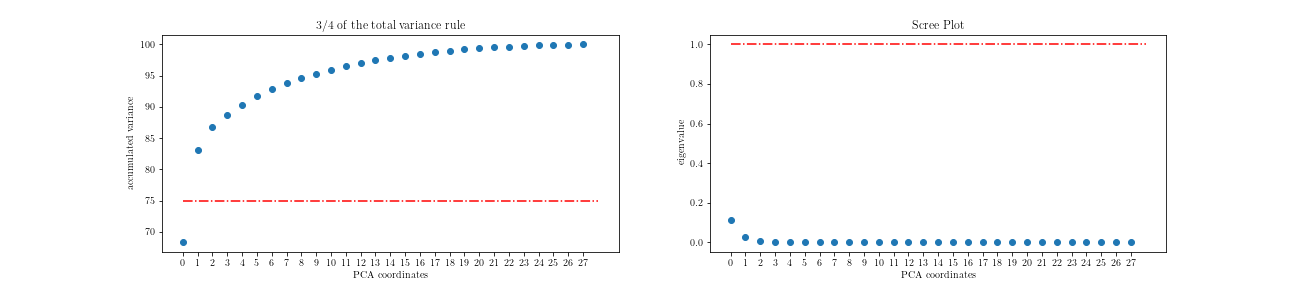 3/4 of the total variance rule
100
95
90
85
80
75
70
accumulated variance
0 1 2 3 4 5 6 7 8 9 10 11 12 13 14 15 16 17 18 19 20 21 22 23 24 25 26 27
PCA coordinates
Scree Plot
1.0
0.8
0.6
0.4
0.2
0.0
eigenvalue
0 1 2 3 4 5 6 7 8 9 10 11 12 13 14 15 16 17 18 19 20 21 22 23 24 25 26 27
PCA coordinates